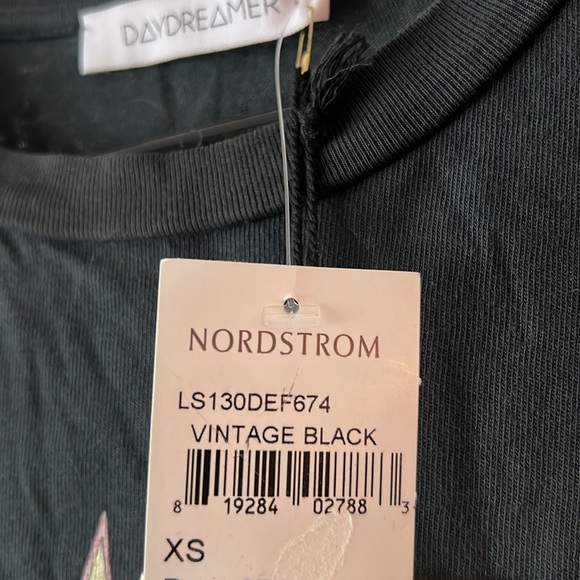 DAYDREAMER
NORDSTROM
LS130DEF674
VINTAGE BLACK
8 19284 02788 3
XS